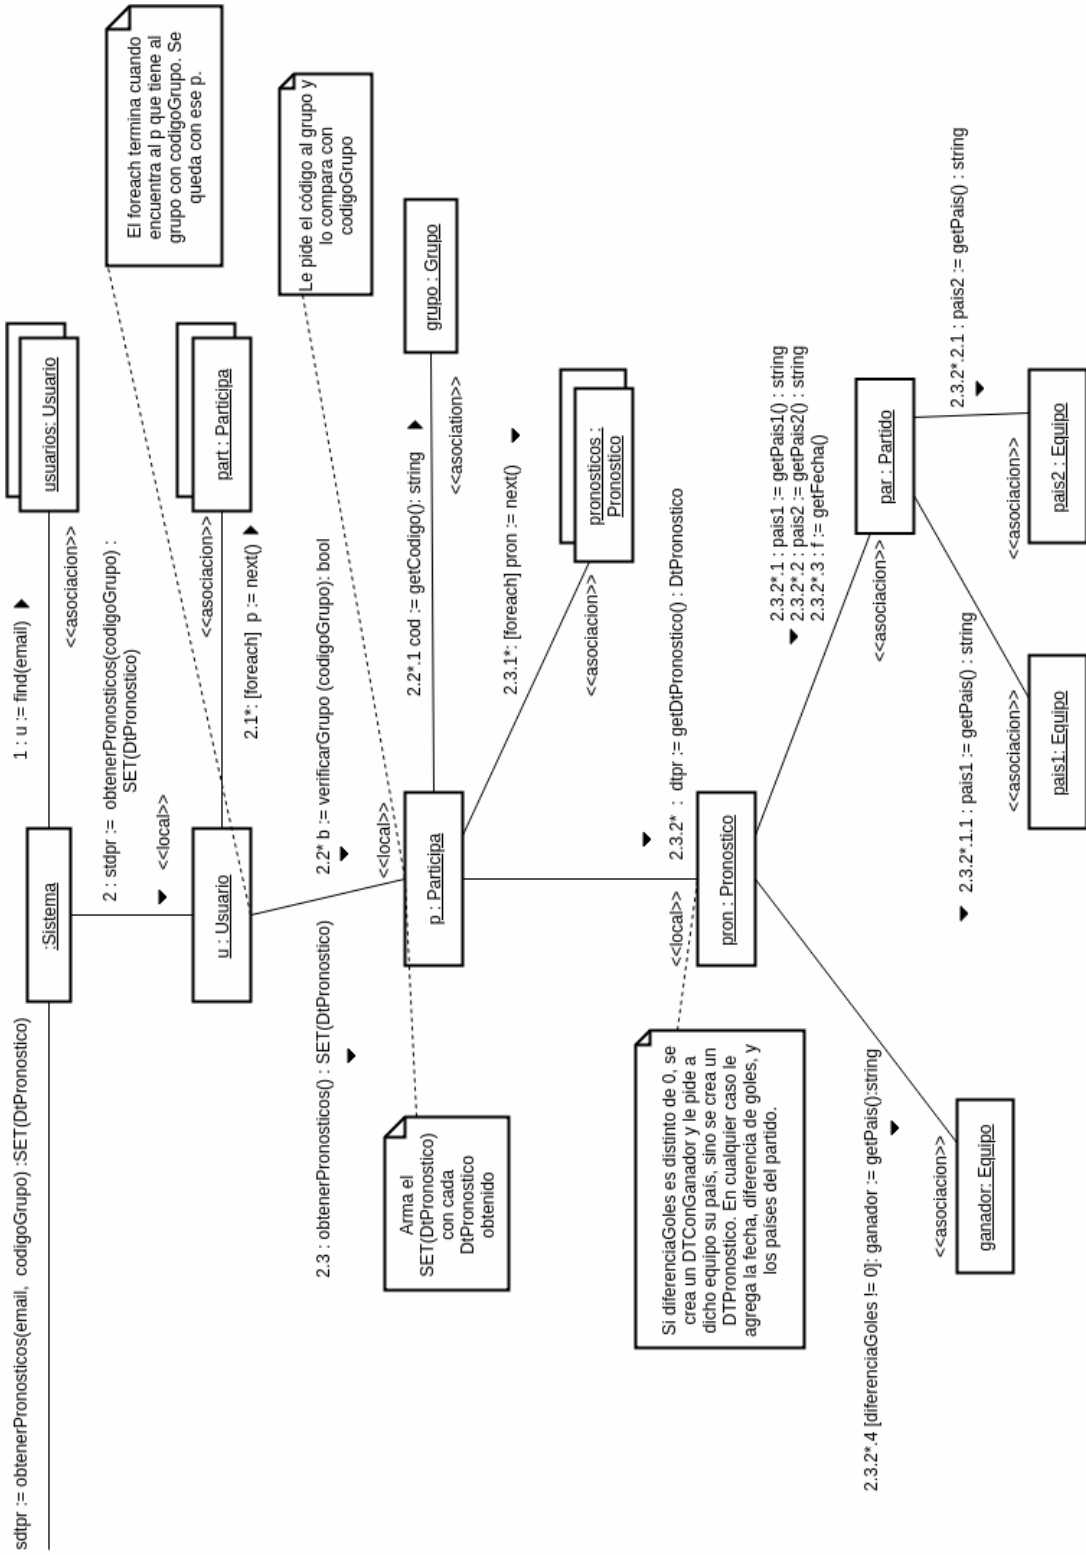 sdtpr := obtenerPronosticos(email, codigoGrupo) :SET(DtPronostico)
:Sistema
1 : u := find(email)
<<asociacion>>
usuarios: Usuario
2 : stdpr := obtenerPronosticos(codigoGrupo) :
SET(DtPronostico)
<<local>>
El foreach termina cuando
encuentra al p que tiene al
grupo con codigoGrupo. Se
queda con ese p.
u : Usuario
<<asociacion>>
2.1*: [foreach] p := next()
part : Participa
Le pide el código al grupo y
lo compara con
codigoGrupo
2.3 : obtenerPronosticos() : SET(DtPronostico)
2.2* b := verificarGrupo (codigoGrupo): bool
<<local>>
Arma el
SET(DtPronostico)
con cada
DtPronostico
obtenido
p : Participa
2.2*.1 cod := getCodigo(): string
<<asociation>>
grupo : Grupo
2.3.1*: [foreach] pron := next()
<<asociacion>>
pronosticos :
Pronostico
2.3.2* : dtpr := getDtPronostico() : DtPronostico
<<local>>
Si diferenciaGoles es distinto de 0, se
crea un DTConGanador y le pide a
dicho equipo su país, sino se crea un
DTPronostico. En cualquier caso le
agrega la fecha, diferencia de goles, y
los países del partido.
pron : Pronostico
2.3.2*.1 : pais1 := getPais1() : string
2.3.2*.2 : pais2 := getPais2() : string
2.3.2*.3 : f := getFecha()
<<asociacion>>
par : Partido
2.3.2*.4 [diferenciaGoles != 0]: ganador := getPais():string
<<asociacion>>
ganador: Equipo
2.3.2*.1.1 : pais1 := getPais() : string
<<asociacion>>
pais1: Equipo
2.3.2*.2.1 : pais2 := getPais() : string
<<asociacion>>
pais2 : Equipo